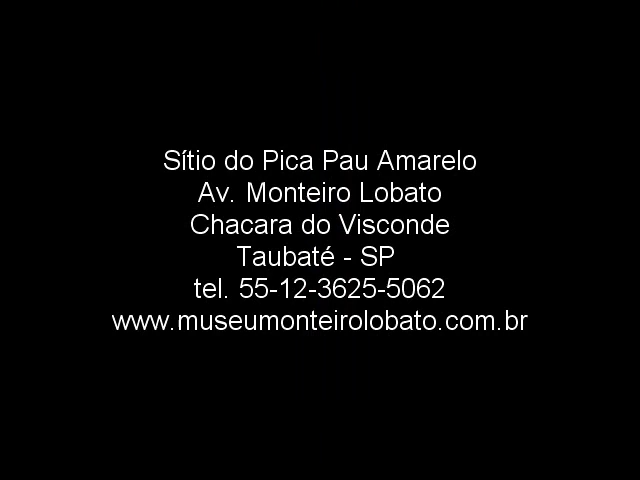 Sítio do Pica Pau Amarelo
Av. Monteiro Lobato
Chacara do Visconde
Taubaté - SP
tel. 55-12-3625-5062
www.museumonteirolobato.com.br